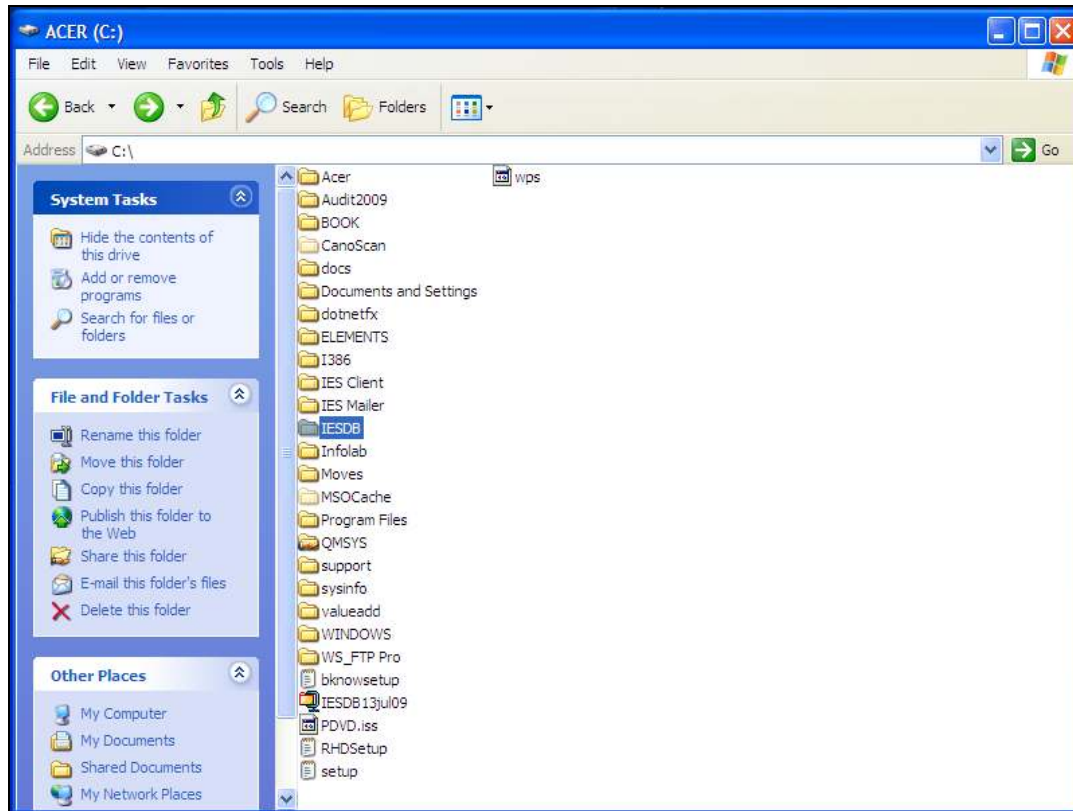 ACER (C:)
File Edit View Favorites Tools Help
Back Search Folders
Address C:\ Go
System Tasks
Hide the contents of
this drive
Add or remove
programs
Search for files or
folders
File and Folder Tasks
Rename this folder
Move this folder
Copy this folder
Publish this folder to
the Web
Share this folder
E-mail this folder's files
Delete this folder
Other Places
My Computer
My Documents
Shared Documents
My Network Places
Acer
Audit2009
BOOK
CanoScan
docs
Documents and Settings
dotnetfx
ELEMENTS
I386
IES Client
IES Mailer
IESDB
Infolab
Moves
MSOCache
Program Files
QMSYS
support
sysinfo
valueadd
WINDOWS
WS_FTP Pro
bknowsetup
IESDB13jul09
PDVD.iss
RHDSetup
setup
wps